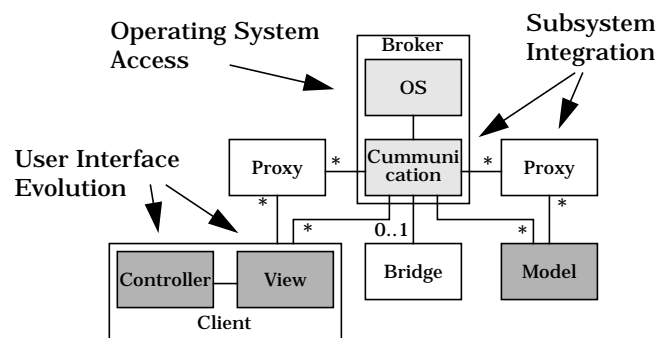 Operating System
Access
Broker
Subsystem
Integration
OS
User Interface
Evolution
Proxy
*
Cummuni
cation
*
Proxy
*
*
0..1
*
*
Controller
View
Bridge
Model
Client